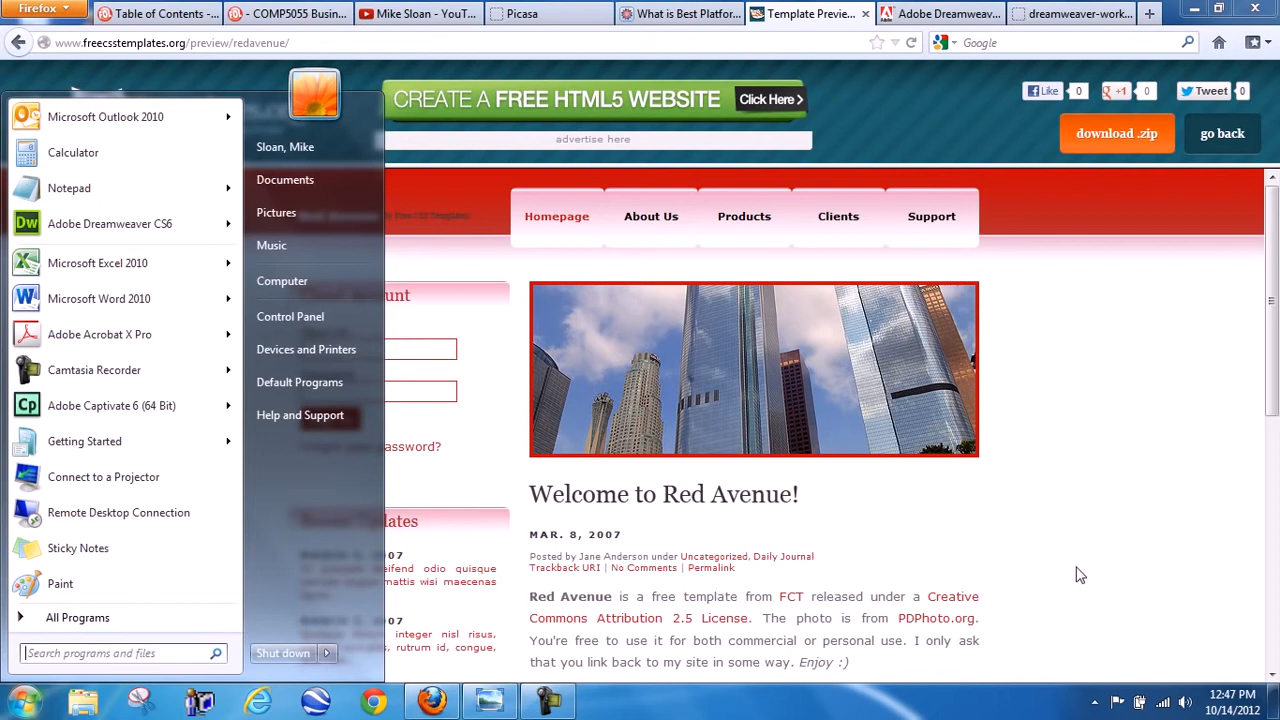 Firefox
Table of Contents -...
- COMP5055 Busin...
Mike Sloan - YouT...
Picasa
What is Best Platfor...
Template Previe...
Adobe Dreamweav...
dreamweaver-work...
www.freecsstemplates.org/preview/redavenue/
Google
CREATE A FREE HTML5 WEBSITE Click Here
advertise here
Like 0
+1 0
Tweet 0
download .zip
go back
Homepage
About Us
Products
Clients
Support
Microsoft Outlook 2010
Calculator
Notepad
Adobe Dreamweaver CS6
Microsoft Excel 2010
Microsoft Word 2010
Adobe Acrobat X Pro
Camtasia Recorder
Adobe Captivate 6 (64 Bit)
Getting Started
Connect to a Projector
Remote Desktop Connection
Sticky Notes
Paint
All Programs
Search programs and files
Sloan, Mike
Documents
Pictures
Music
Computer
Control Panel
Devices and Printers
Default Programs
Help and Support
Shut down
password?
2007
eifend odio quisque
mattis wisi maecenas
2007
integer nisl risus,
rutrum id, congue,
Welcome to Red Avenue!
MAR. 8, 2007
Posted by Jane Anderson under Uncategorized, Daily Journal
Trackback URI | No Comments | Permalink
Red Avenue is a free template from FCT released under a Creative
Commons Attribution 2.5 License. The photo is from PDPhoto.org.
You're free to use it for both commercial or personal use. I only ask
that you link back to my site in some way. Enjoy :)
12:47 PM
10/14/2012